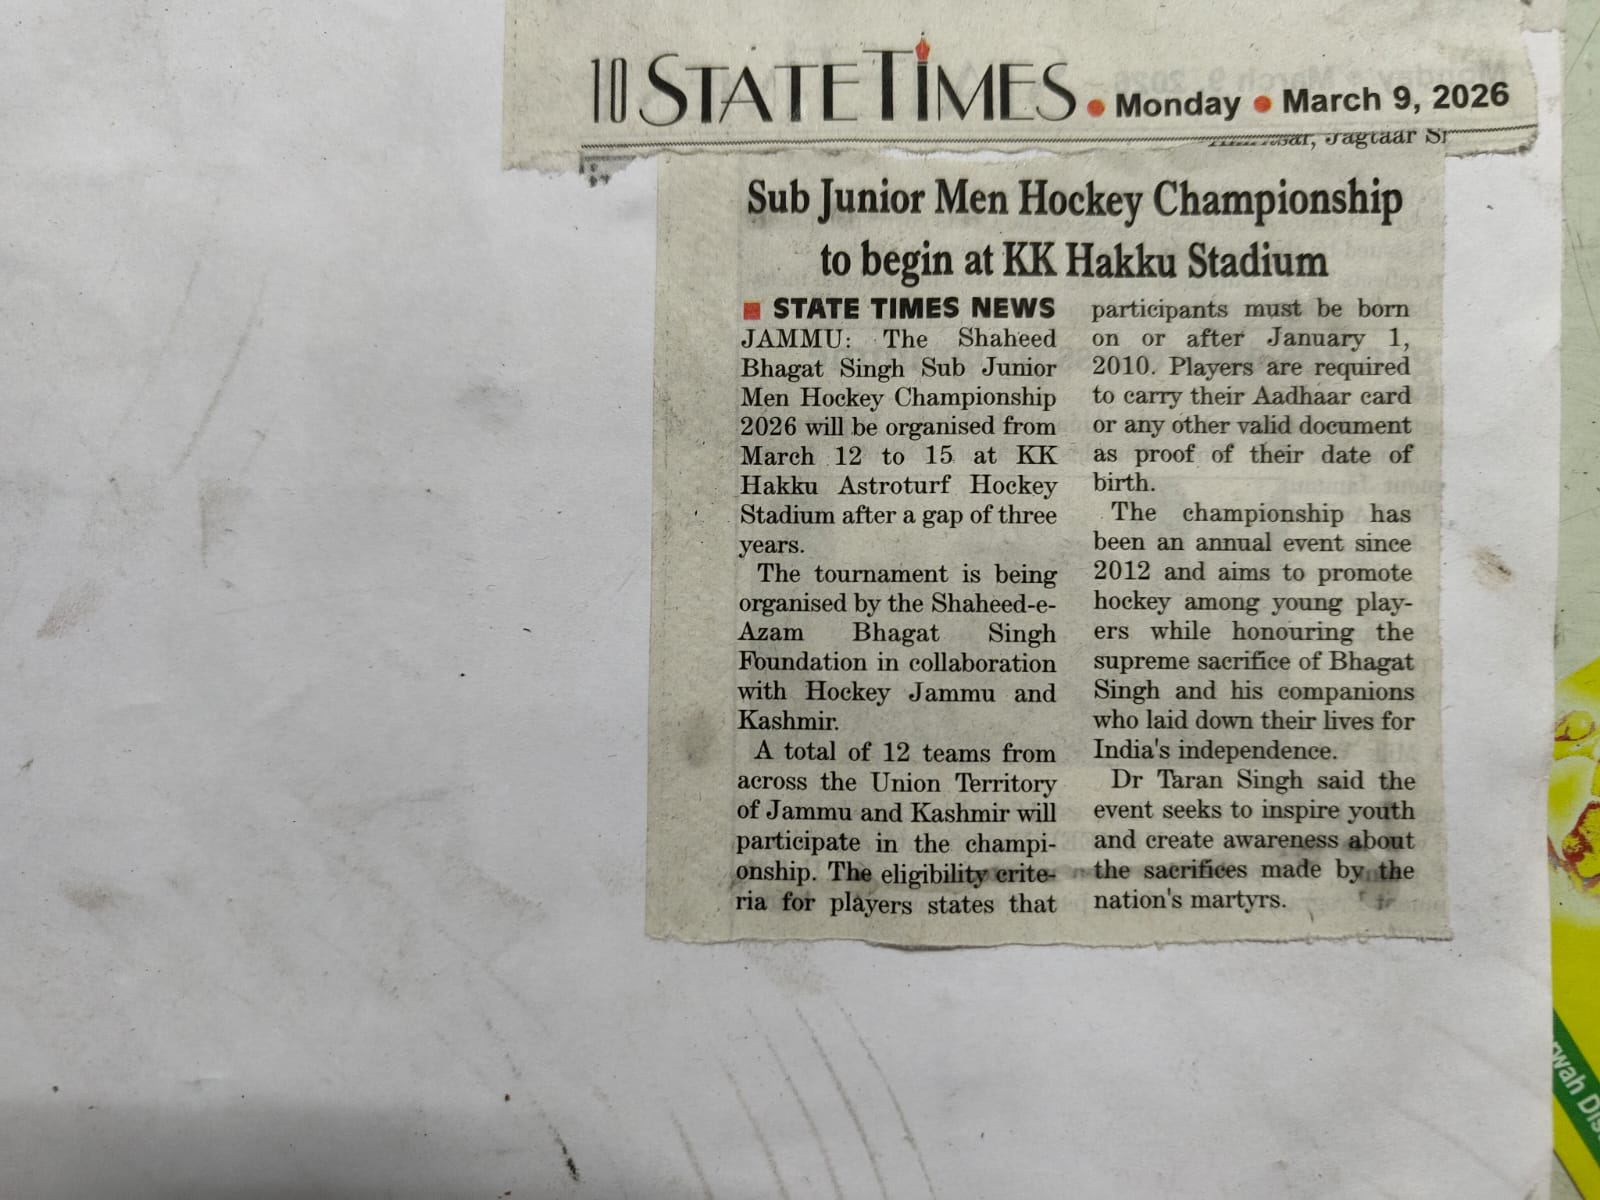 10 STATE TIMES • Monday • March 9, 2026
Jagtaar
Sub Junior Men Hockey Championship
to begin at KK Hakku Stadium
■ STATE TIMES NEWS
JAMMU: The Shaheed
Bhagat Singh Sub Junior
Men Hockey Championship
2026 will be organised from
March 12 to 15 at KK
Hakku Astroturf Hockey
Stadium after a gap of three
years.
The tournament is being
organised by the Shaheed-e-
Azam Bhagat Singh
Foundation in collaboration
with Hockey Jammu and
Kashmir.
A total of 12 teams from
across the Union Territory
of Jammu and Kashmir will
participate in the champi-
onship. The eligibility crite-
ria for players states that
participants must be born
on or after January 1,
2010. Players are required
to carry their Aadhaar card
or any other valid document
as proof of their date of
birth.
The championship has
been an annual event since
2012 and aims to promote
hockey among young play-
ers while honouring the
supreme sacrifice of Bhagat
Singh and his companions
who laid down their lives for
India's independence.
Dr Taran Singh said the
event seeks to inspire youth
and create awareness about
the sacrifices made by the
nation's martyrs.